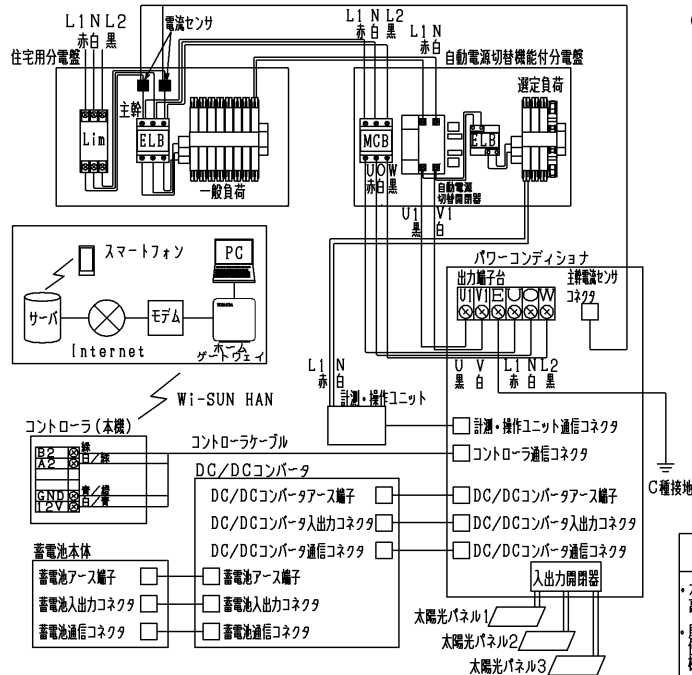 L1 N L2
赤 白 黒
電流センサ
住宅用分電盤
主幹
Lim
ELB
一般負荷
L1 N L2
赤 白 黒
L1 N
赤 白
自動電源切替機能付分電盤
選定負荷
MCB
ELB
U O W
赤 白 黒
自動電源
切替開閉器
U1 V1
黒 白
スマートフォン
PC
サーバ
モデム
Internet
ホーム
ゲートウェイ
パワーコンディショナ
出力端子台
U1 V1 E U O W
主幹電流センサ
コネクタ
U V L1 N L2
黒 白 赤 白 黒
L1 N
赤 白
計測・操作ユニット
Wi-SUN HAN
計測・操作ユニット通信コネクタ
コントローラ通信コネクタ
C種接地
コントローラ(本機)
コントローラケーブル
B2 緑
A2 白/緑
GND 青/緑
12V 白/青
DC/DCコンバータ
DC/DCコンバータアース端子
DC/DCコンバータ入出力コネクタ
DC/DCコンバータ通信コネクタ
DC/DCコンバータアース端子
DC/DCコンバータ入出力コネクタ
DC/DCコンバータ通信コネクタ
蓄電池本体
蓄電池アース端子
蓄電池入出力コネクタ
蓄電池通信コネクタ
蓄電池アース端子
蓄電池入出力コネクタ
蓄電池通信コネクタ
入出力開閉器
太陽光パネル1
太陽光パネル2
太陽光パネル3